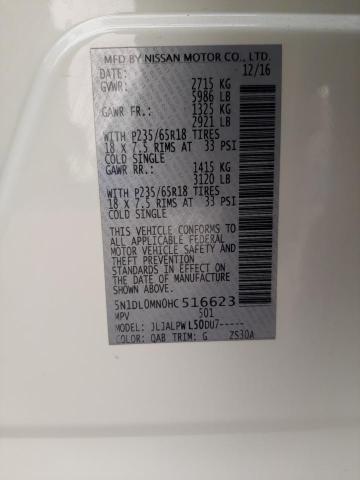 MFD BY NISSAN MOTOR CO., LTD.
DATE: 12/16
GVWR: 2715 KG
5986 LB
GAWR FR.: 1325 KG
2921 LB
WITH P235/65R18 TIRES
18 X 7.5 RIMS AT 33 PSI
COLD SINGLE
GAWR RR.: 1415 KG
3120 LB
WITH P235/65R18 TIRES
18 X 7.5 RIMS AT 33 PSI
COLD SINGLE
THIS VEHICLE CONFORMS TO
ALL APPLICABLE FEDERAL
MOTOR VEHICLE SAFETY AND
THEFT PREVENTION STANDARDS
IN EFFECT ON THE DATE OF
MANUFACTURE SHOWN ABOVE.
5N1DL0MN0HC 516623
MPV 501
MODEL: JLJALPW L50DU7-----
COLOR: QAB TRIM: G ZS30A